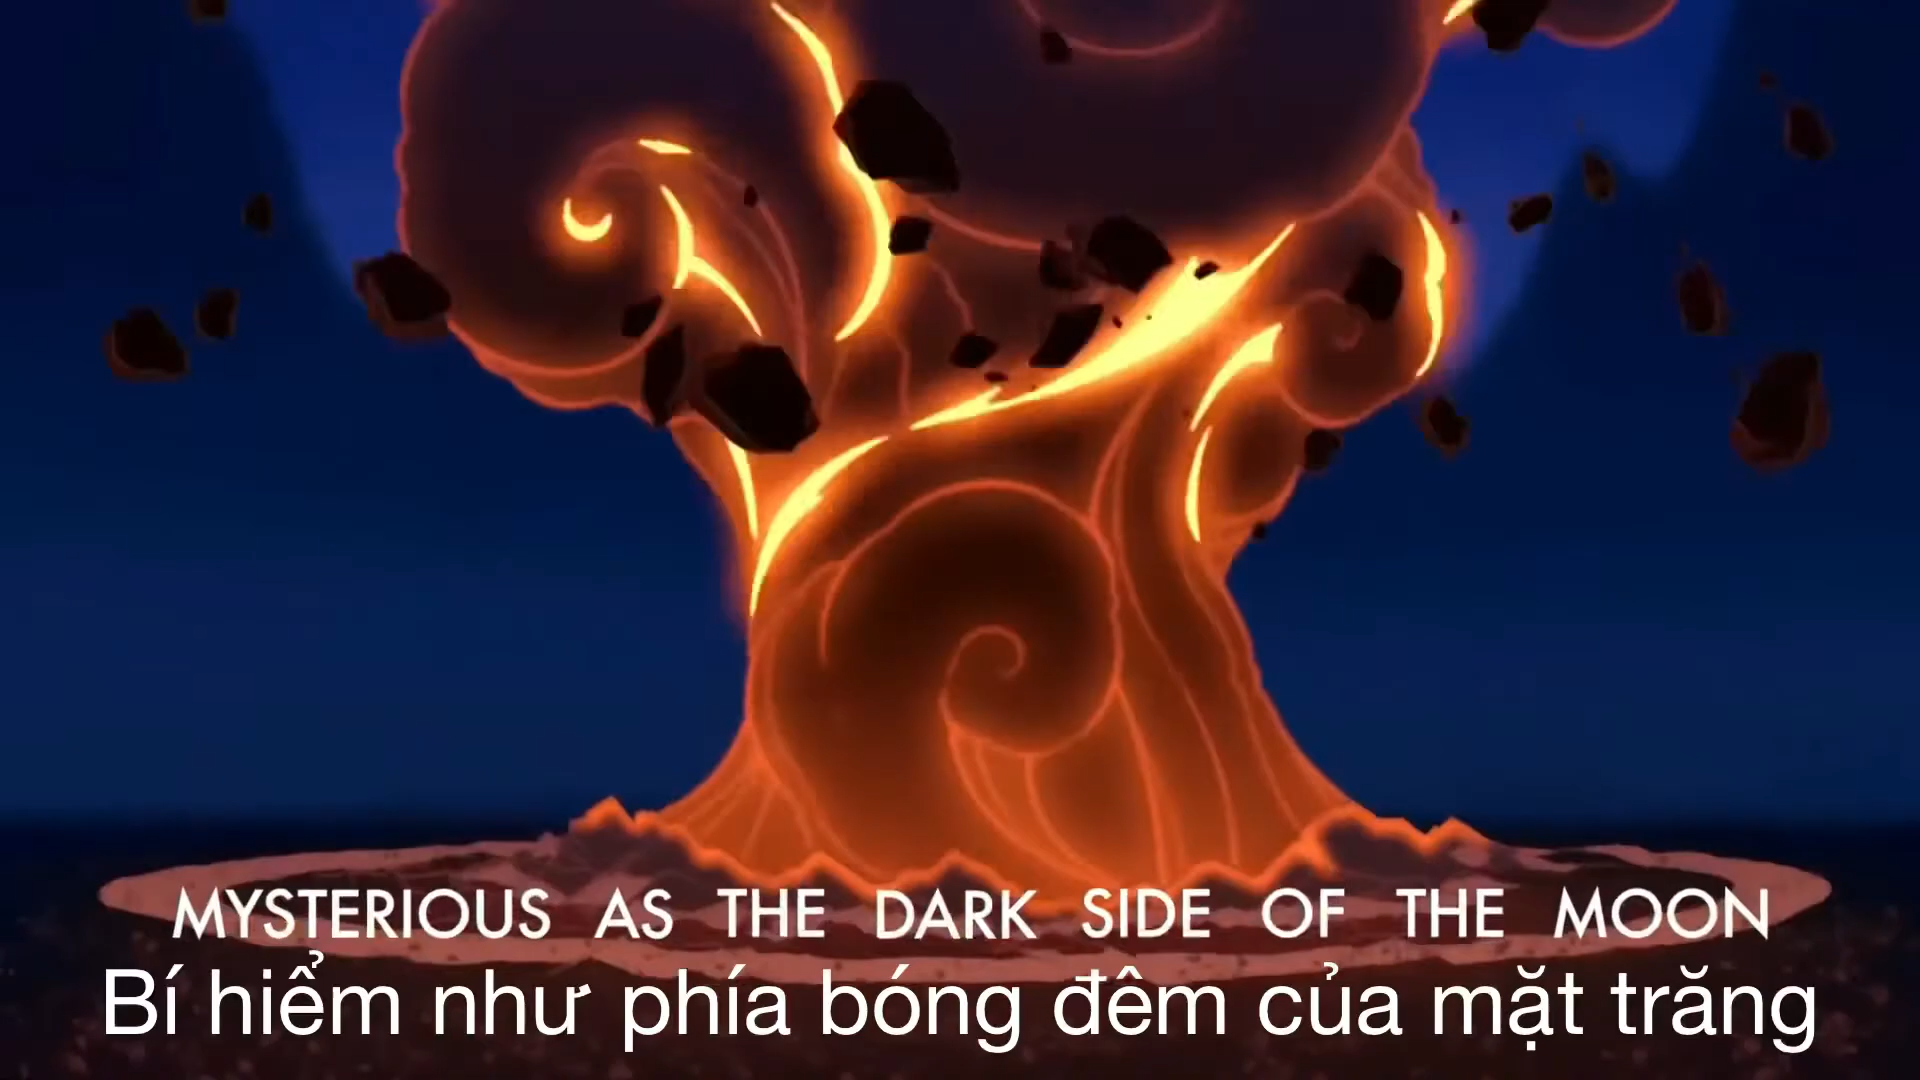 MYSTERIOUS AS THE DARK SIDE OF THE MOON
Bí hiểm như phía bóng đêm của mặt trăng